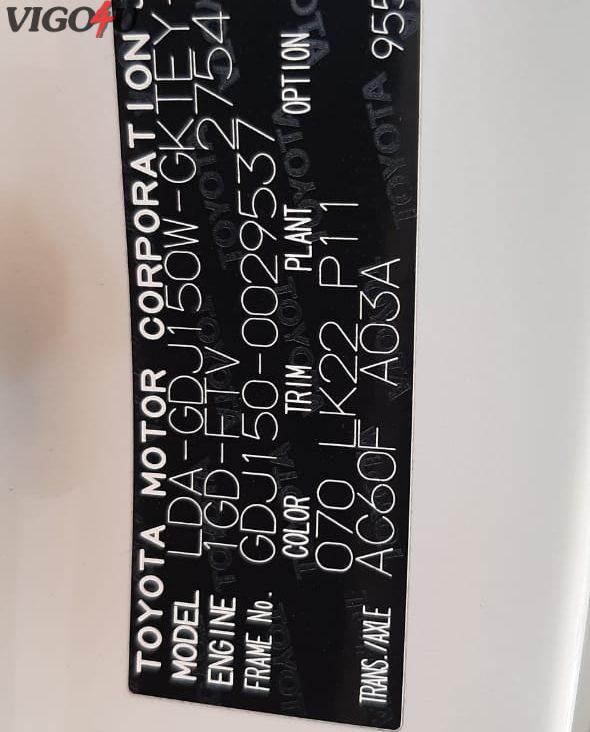 VIGO4U
TOYOTA MOTOR CORPORATION
MODEL LDA-GDJ150W-GKTEY
ENGINE 1GD-FTV 2754
FRAME No. GDJ150-0029537
COLOR TRIM PLANT OPTION
070 LK22 P11 955
TRANS./AXLE AC60F A03A